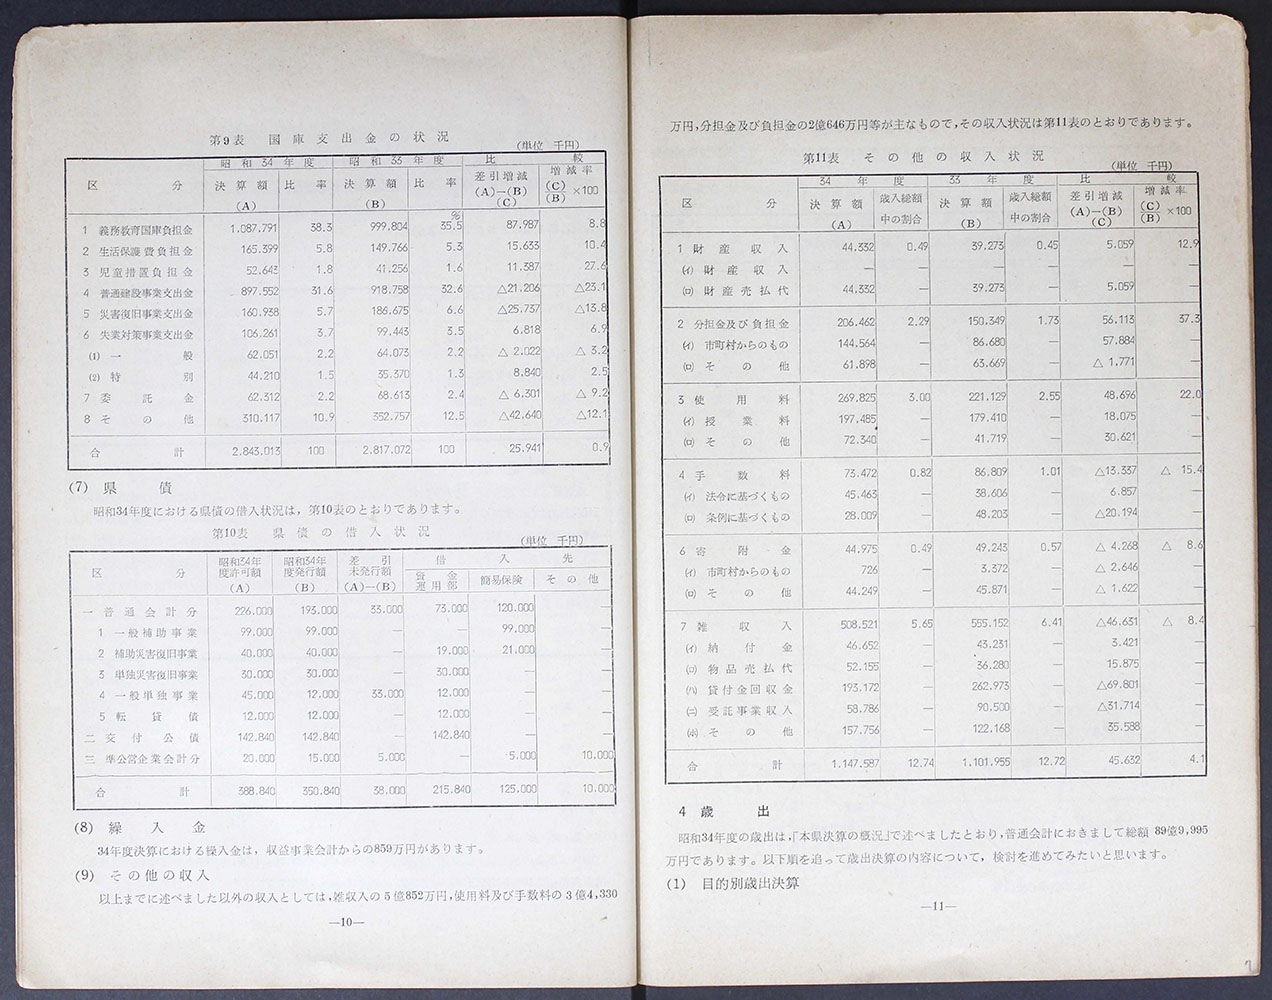 第9表　国庫支出金の状況
(単位　千円)
区　分　昭和34年度　昭和33年度　比　較
決算額(A)　比率　決算額(B)　比率　差引増減(A)—(B)(C)　増減率(C)/(B)×100
%
1 義務教育国庫負担金　1.087.791　38.3　999.804　35.5　87.987　8.8
2 生活保護費負担金　165.399　5.8　149.766　5.3　15.633　10.4
3 児童措置負担金　52.643　1.8　41.256　1.6　11.387　27.6
4 普通建設事業支出金　897.552　31.6　918.758　32.6　△21.206　△23.1
5 災害復旧事業支出金　160.938　5.7　186.675　6.6　△25.737　△13.8
6 失業対策事業支出金　106.261　3.7　99.443　3.5　6.818　6.9
(1) 一般　62.051　2.2　64.073　2.2　△ 2.022　△ 3.2
(2) 特別　44.210　1.5　35.370　1.3　8.840　2.5
7 委託金　62.312　2.2　68.613　2.4　△ 6.301　△ 9.2
8 その他　310.117　10.9　352.757　12.5　△42.640　△12.1
合計　2.843.013　100　2.817.072　100　25.941　0.9
(7)　県　債
昭和34年度における県債の借入状況は，第10表のとおりであります。
第10表　県債の借入状況
(単位　千円)
区　分　昭和34年度許可額(A)　昭和34年度発行額(B)　差引未発行額(A)—(B)　借入先
資金運用部　簡易保険　その他
一 普通会計分　226.000　193.000　33.000　73.000　120.000　—
1 一般補助事業　99.000　99.000　—　—　99.000　—
2 補助災害復旧事業　40.000　40.000　—　19.000　21.000　—
3 単独災害復旧事業　30.000　30.000　—　30.000　—　—
4 一般単独事業　45.000　12.000　33.000　12.000　—　—
5 転貸債　12.000　12.000　—　12.000　—　—
二 交付公債　142.840　142.840　—　142.840　—　—
三 準公営企業会計分　20.000　15.000　5.000　—　5.000　10.000
合計　388.840　350.840　38.000　215.840　125.000　10.000
(8)　繰　入　金
34年度決算における繰入金は，収益事業会計からの859万円があります。
(9)　その他の収入
以上までに述べました以外の収入としては，雑収入の5億852万円，使用料及び手数料の3億4,330
—10—
万円，分担金及び負担金の2億646万円等が主なもので，その収入状況は第11表のとおりであります。
第11表　その他の収入状況
(単位　千円)
区　分　34年度　33年度　比　較
決算額(A)　歳入総額中の割合　決算額(B)　歳入総額中の割合　差引増減(A)—(B)(C)　増減率(C)/(B)×100
1 財産収入　44.332　0.49　39.273　0.45　5.059　12.9
(イ) 財産収入　—　—　—　—　—　—
(ロ) 財産売払代　44.332　—　39.273　—　5.059　—
2 分担金及び負担金　206.462　2.29　150.349　1.73　56.113　37.3
(イ) 市町村からのもの　144.564　—　86.680　—　57.884　—
(ロ) その他　61.898　—　63.669　—　△ 1.771　—
3 使用料　269.825　3.00　221.129　2.55　48.696　22.0
(イ) 授業料　197.485　—　179.410　—　18.075　—
(ロ) その他　72.340　—　41.719　—　30.621　—
4 手数料　73.472　0.82　86.809　1.01　△13.337　△ 15.4
(イ) 法令に基づくもの　45.463　—　38.606　—　6.857　—
(ロ) 条例に基づくもの　28.009　—　48.203　—　△20.194　—
6 寄附金　44.975　0.49　49.243　0.57　△ 4.268　△ 8.6
(イ) 市町村からのもの　726　—　3.372　—　△ 2.646　—
(ロ) その他　44.249　—　45.871　—　△ 1.622　—
7 雑収入　508.521　5.65　555.152　6.41　△46.631　△ 8.4
(イ) 納付金　46.652　—　43.231　—　3.421　—
(ロ) 物品売払代　52.155　—　36.280　—　15.875　—
(ハ) 貸付金回収金　193.172　—　262.973　—　△69.801　—
(ニ) 受託事業収入　58.786　—　90.500　—　△31.714　—
(ホ) その他　157.756　—　122.168　—　35.588　—
合計　1.147.587　12.74　1.101.955　12.72　45.632　4.1
4　歳　出
昭和34年度の歳出は，「本県決算の概況」で述べましたとおり，普通会計におきまして総額 89億9,995
万円であります。以下順を追って歳出決算の内容について，検討を進めてみたいと思います。
(1)　目的別歳出決算
—11—